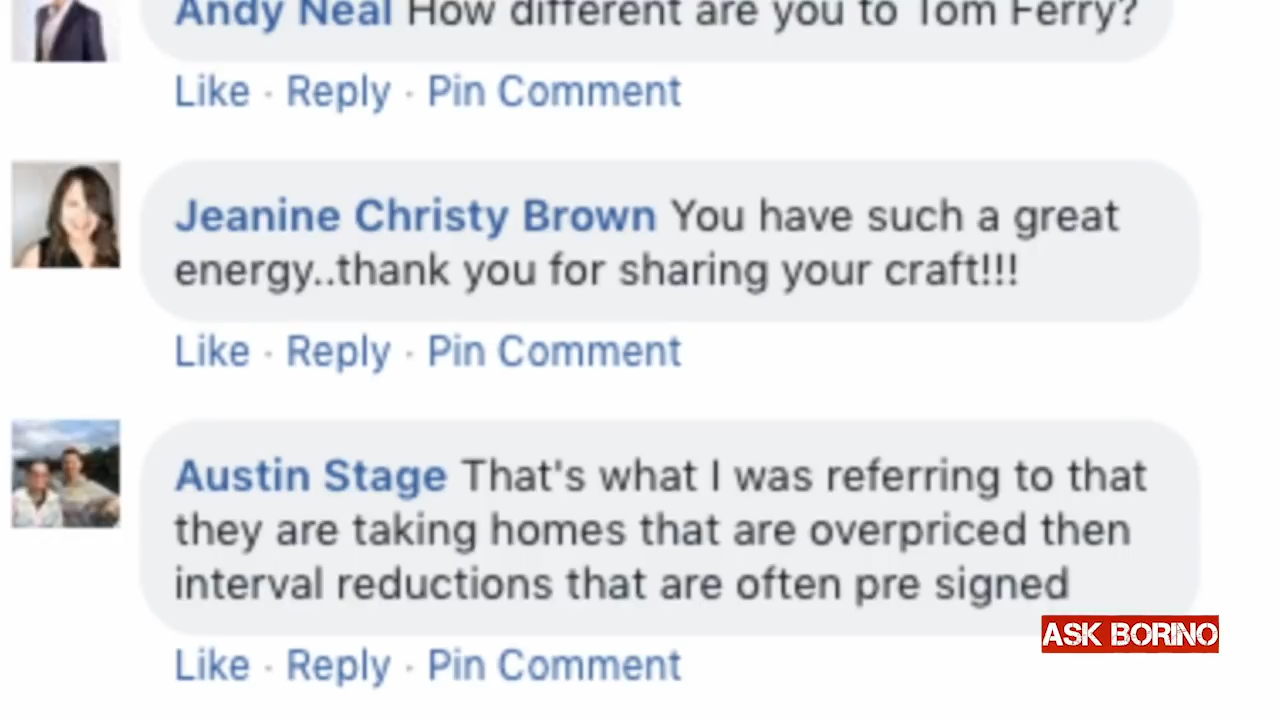 Andy Neal How different are you to Tom Ferry?
Like · Reply · Pin Comment
Jeanine Christy Brown You have such a great
energy..thank you for sharing your craft!!!
Like · Reply · Pin Comment
Austin Stage That's what I was referring to that
they are taking homes that are overpriced then
interval reductions that are often pre signed
ASK BORINO
Like · Reply · Pin Comment